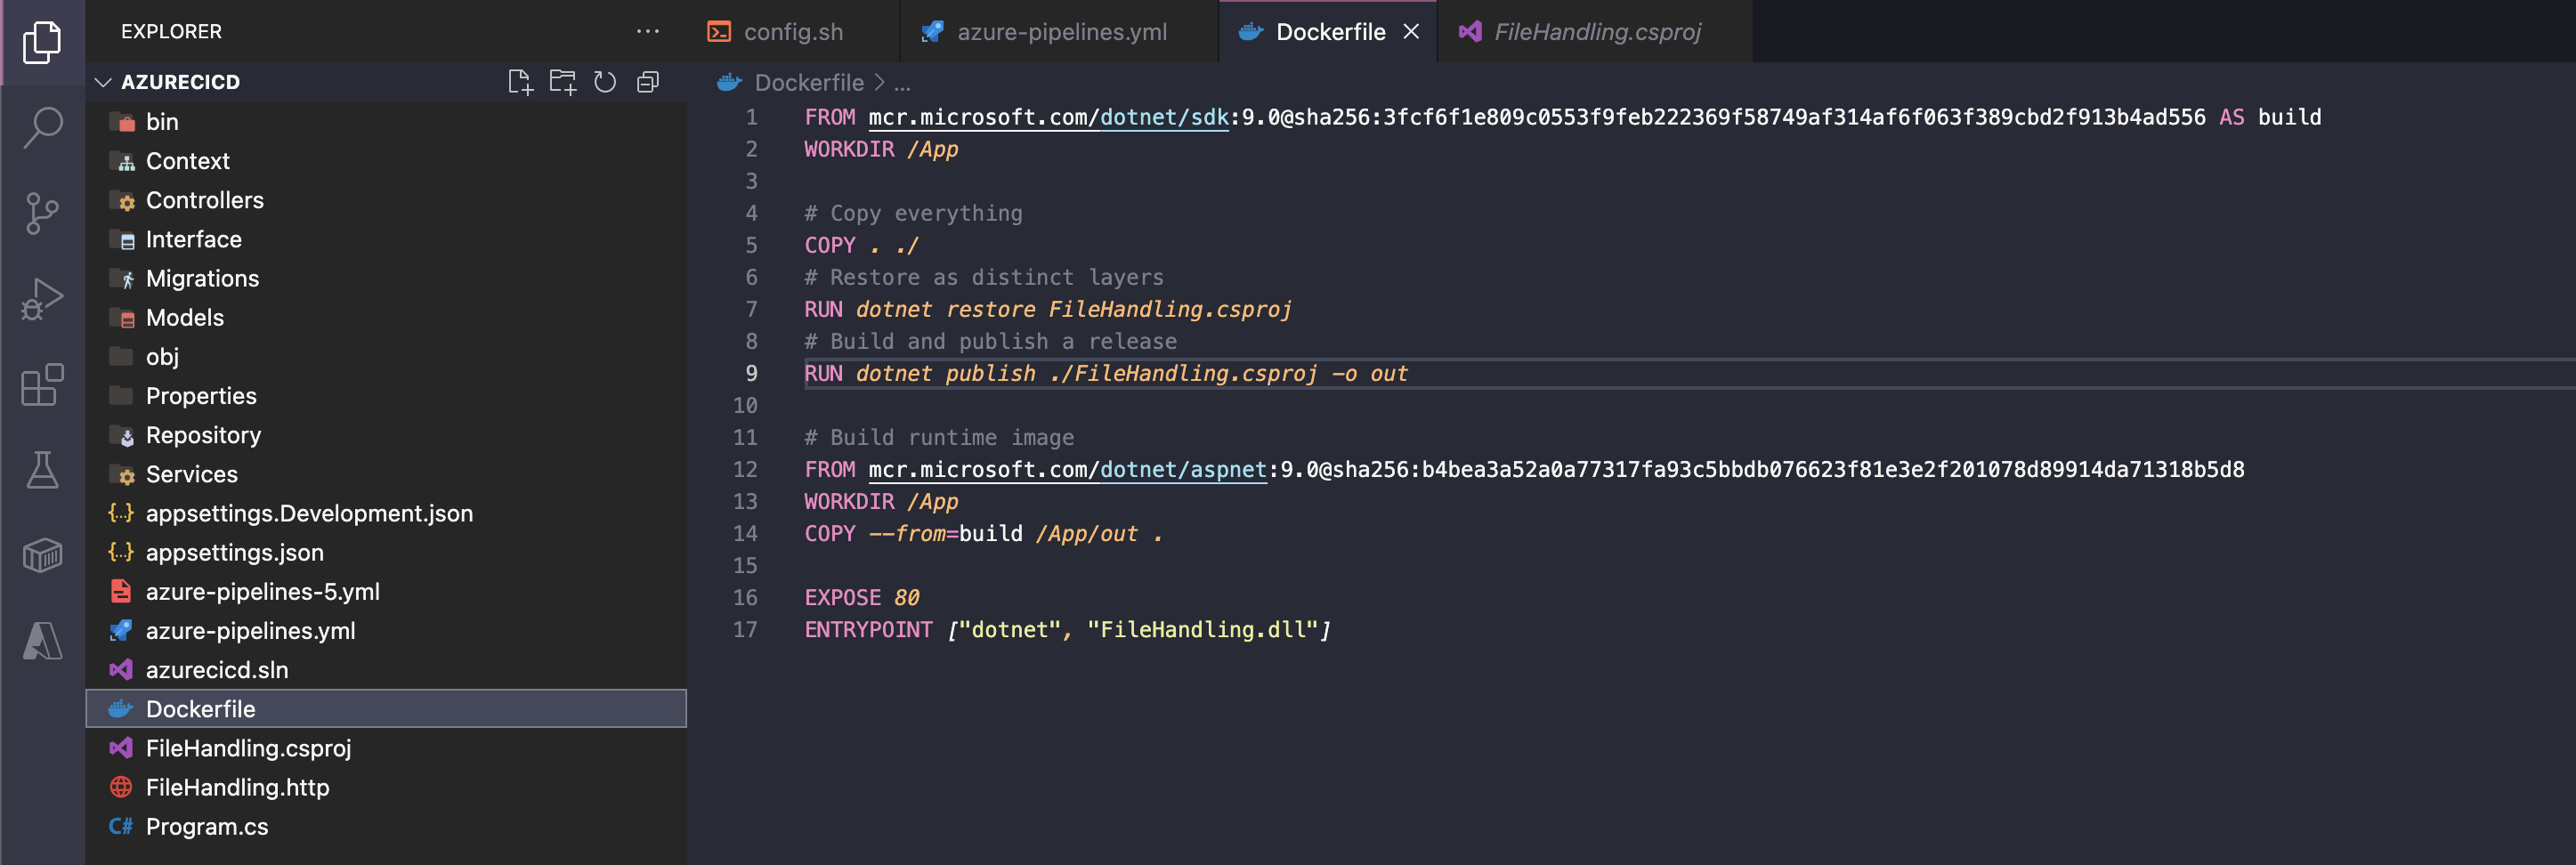 EXPLORER
AZURECICD
bin
Context
Controllers
Interface
Migrations
Models
obj
Properties
Repository
Services
appsettings.Development.json
appsettings.json
azure-pipelines-5.yml
azure-pipelines.yml
azurecicd.sln
Dockerfile
FileHandling.csproj
FileHandling.http
Program.cs
config.sh
azure-pipelines.yml
Dockerfile
FileHandling.csproj
Dockerfile > ...
1 FROM mcr.microsoft.com/dotnet/sdk:9.0@sha256:3fcf6f1e809c0553f9feb222369f58749af314af6f063f389cbd2f913b4ad556 AS build
2 WORKDIR /App
3
4 # Copy everything
5 COPY . ./
6 # Restore as distinct layers
7 RUN dotnet restore FileHandling.csproj
8 # Build and publish a release
9 RUN dotnet publish ./FileHandling.csproj -o out
10
11 # Build runtime image
12 FROM mcr.microsoft.com/dotnet/aspnet:9.0@sha256:b4bea3a52a0a77317fa93c5bbdb076623f81e3e2f201078d89914da71318b5d8
13 WORKDIR /App
14 COPY --from=build /App/out .
15
16 EXPOSE 80
17 ENTRYPOINT ["dotnet", "FileHandling.dll"]